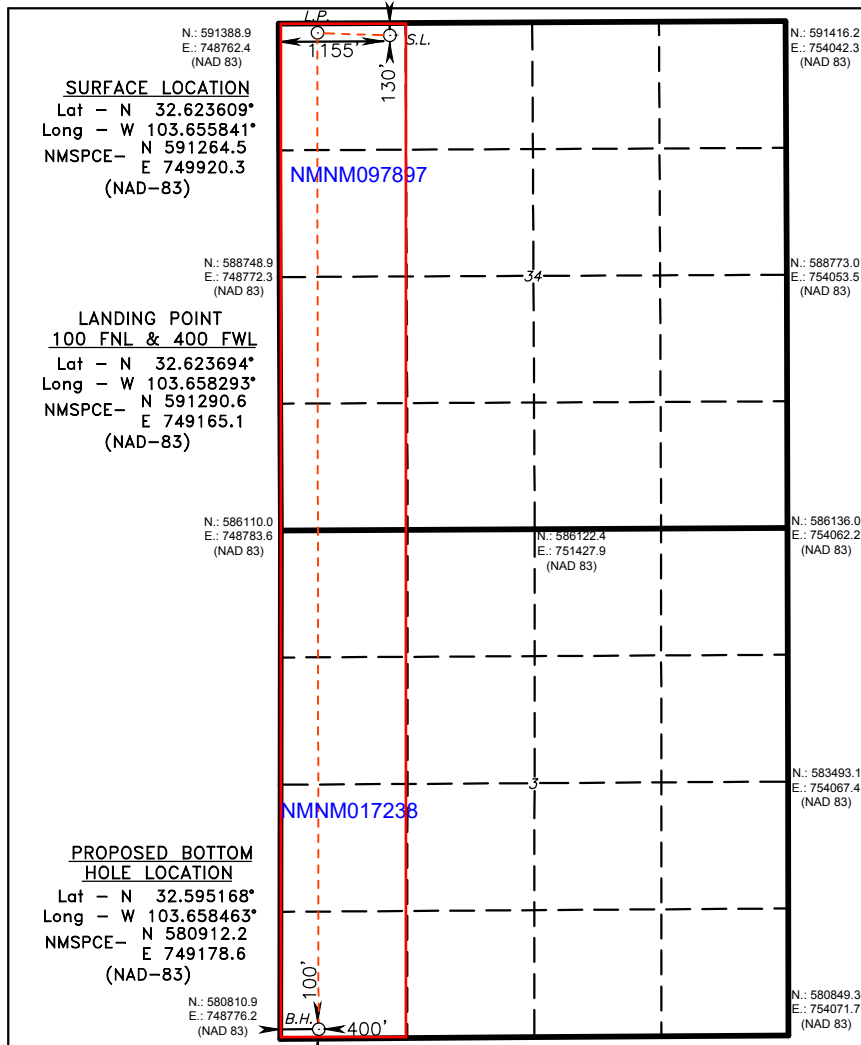 L.P.
S.L.
1155'
130'
N.: 591388.9
E.: 748762.4
(NAD 83)
N.: 591416.2
E.: 754042.3
(NAD 83)
SURFACE LOCATION
Lat - N 32.623609°
Long - W 103.655841°
NMSPCE- N 591264.5
E 749920.3
(NAD-83)
NMNM097897
N.: 588748.9
E.: 748772.3
(NAD 83)
34
N.: 588773.0
E.: 754053.5
(NAD 83)
LANDING POINT
100 FNL & 400 FWL
Lat - N 32.623694°
Long - W 103.658293°
NMSPCE- N 591290.6
E 749165.1
(NAD-83)
N.: 586110.0
E.: 748783.6
(NAD 83)
N.: 586122.4
E.: 751427.9
(NAD 83)
N.: 586136.0
E.: 754062.2
(NAD 83)
3
N.: 583493.1
E.: 754067.4
(NAD 83)
NMNM017238
PROPOSED BOTTOM
HOLE LOCATION
Lat - N 32.595168°
Long - W 103.658463°
NMSPCE- N 580912.2
E 749178.6
(NAD-83)
100'
N.: 580810.9
E.: 748776.2
(NAD 83)
B.H.
400'
N.: 580849.3
E.: 754071.7
(NAD 83)